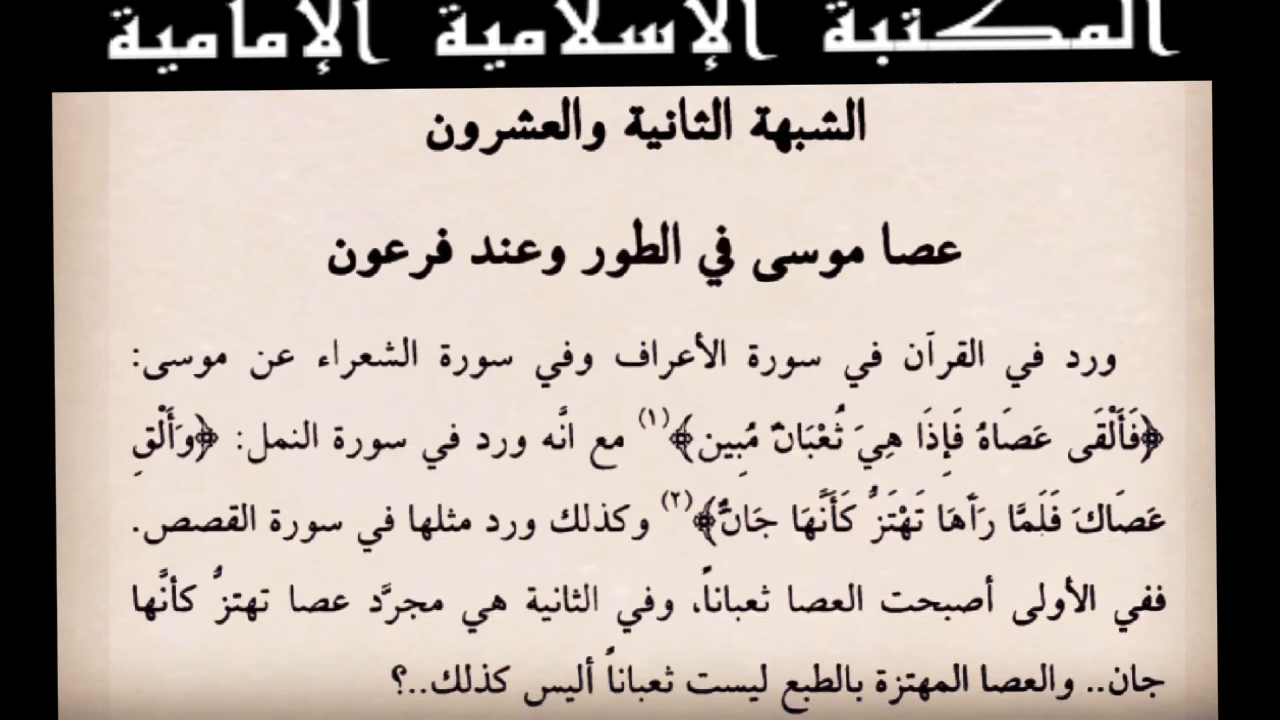 المكتبة الإسلامية الإمامية
الشبهة الثانية والعشرون
عصا موسى في الطور وعند فرعون
ورد في القرآن في سورة الأعراف وفي سورة الشعراء عن موسى:
﴿فَأَلْقَى عَصَاهُ فَإِذَا هِيَ ثُعْبَانٌ مُبِين﴾(١) مع انَّه ورد في سورة النمل: ﴿وَأَلْقِ
عَصَاكَ فَلَمَّا رَآهَا تَهْتَزُّ كَأَنَّهَا جَانٌّ﴾(٢) وكذلك ورد مثلها في سورة القصص.
ففي الأولى أصبحت العصا ثعباناً، وفي الثانية هي مجرَّد عصا تهتزُّ كأنَّها
جان.. والعصا المهتزة بالطبع ليست ثعباناً أليس كذلك..؟